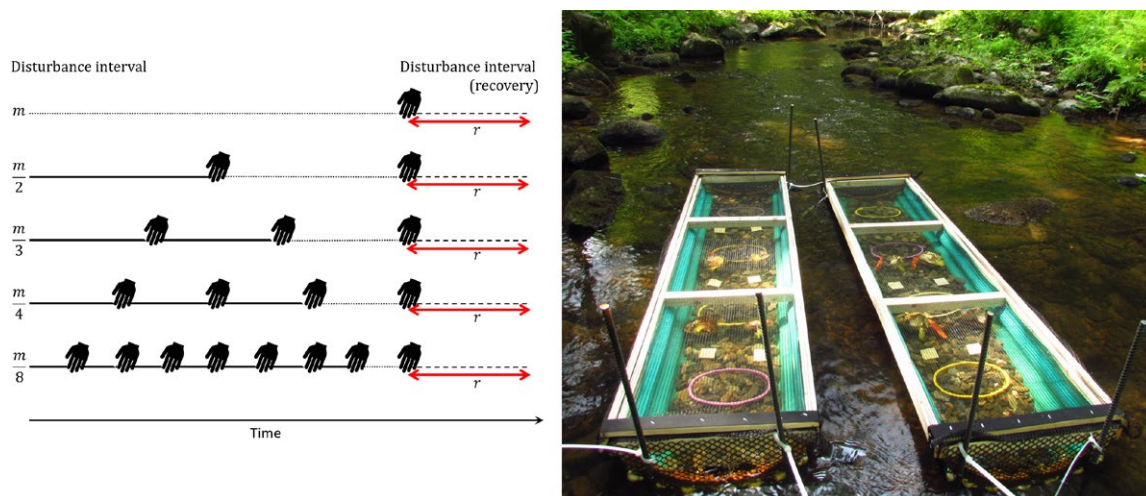 Disturbance interval
Disturbance interval
(recovery)
m
r
m/2
r
m/3
r
m/4
r
m/8
r
Time